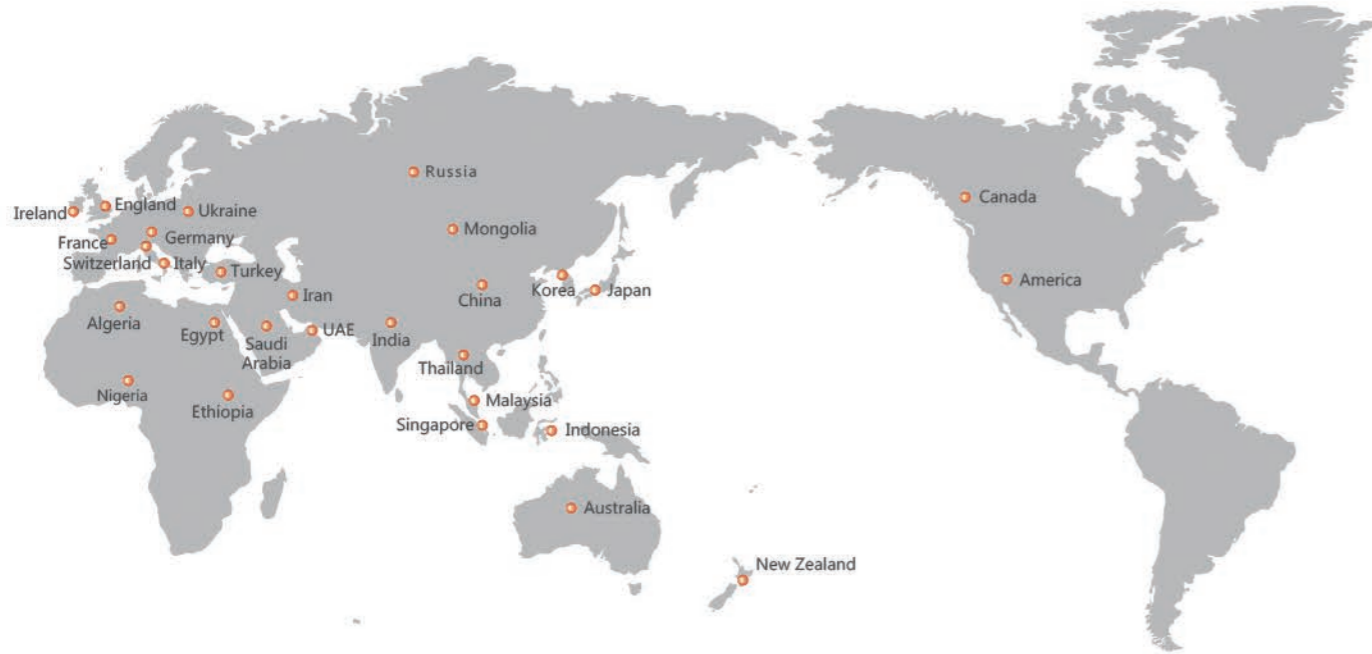 Russia
Canada
England
Ireland
Ukraine
Mongolia
Germany
France
Switzerland
Italy
Turkey
America
Korea
Japan
China
Iran
Algeria
Egypt
UAE
India
Saudi
Arabia
Thailand
Nigeria
Malaysia
Ethiopia
Singapore
Indonesia
Australia
New Zealand